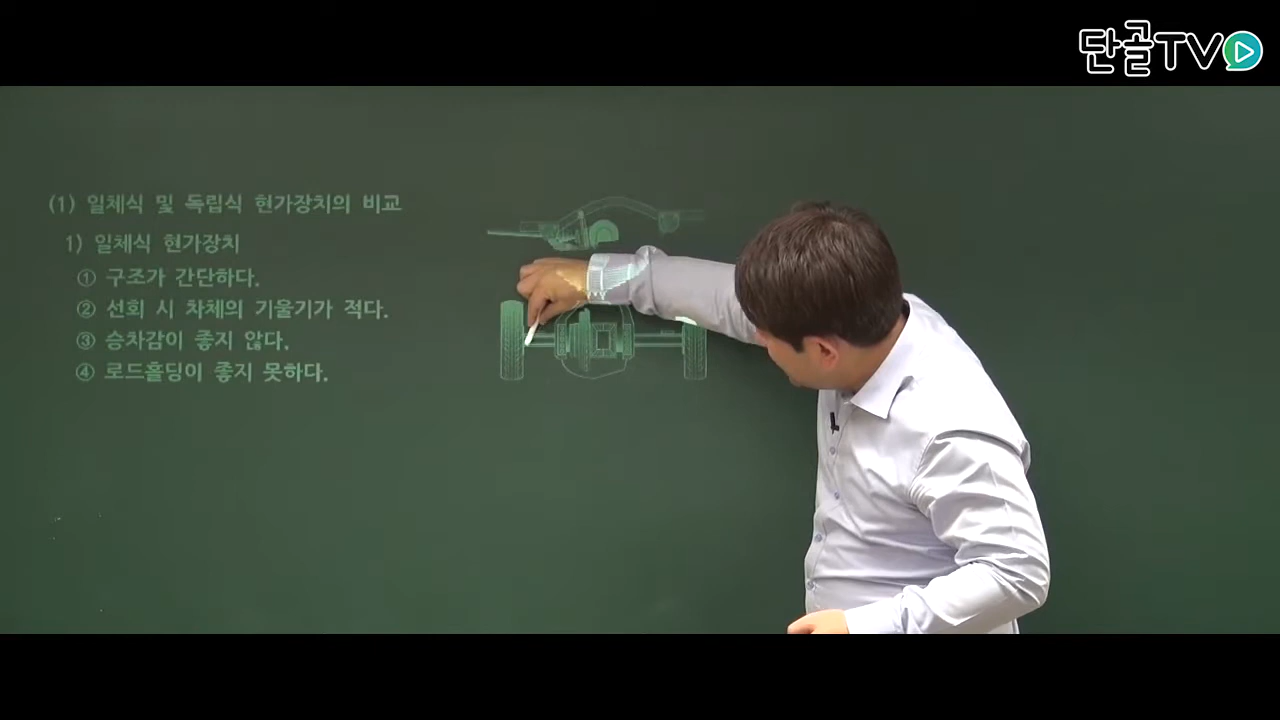 단골TV
(1) 일체식 및 독립식 현가장치의 비교
1) 일체식 현가장치
① 구조가 간단하다.
② 선회 시 차체의 기울기가 적다.
③ 승차감이 좋지 않다.
④ 로드홀딩이 좋지 못하다.